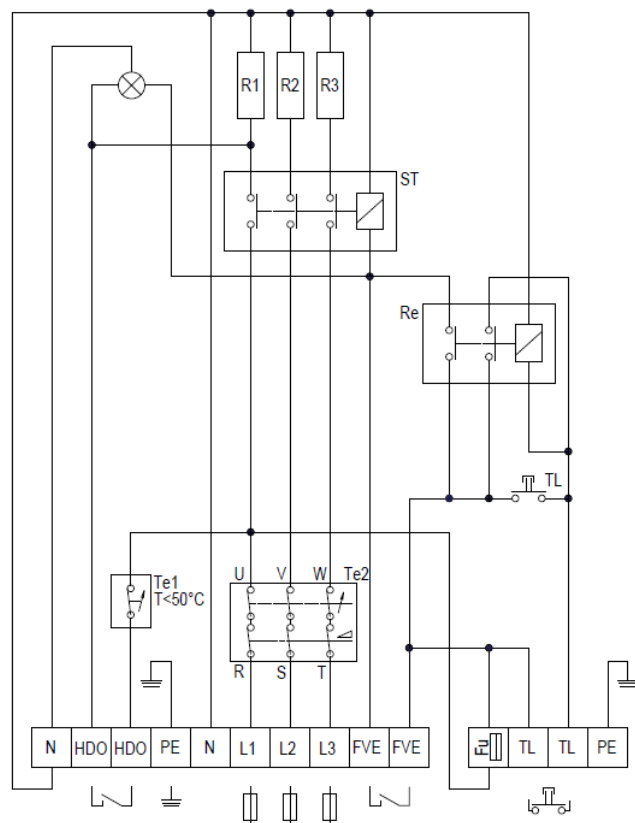 R1 R2 R3
ST
Re
TL
Te1
T<50°C
U V W Te2
R S T
N HDO HDO PE N L1 L2 L3 FVE FVE Fu TL TL PE